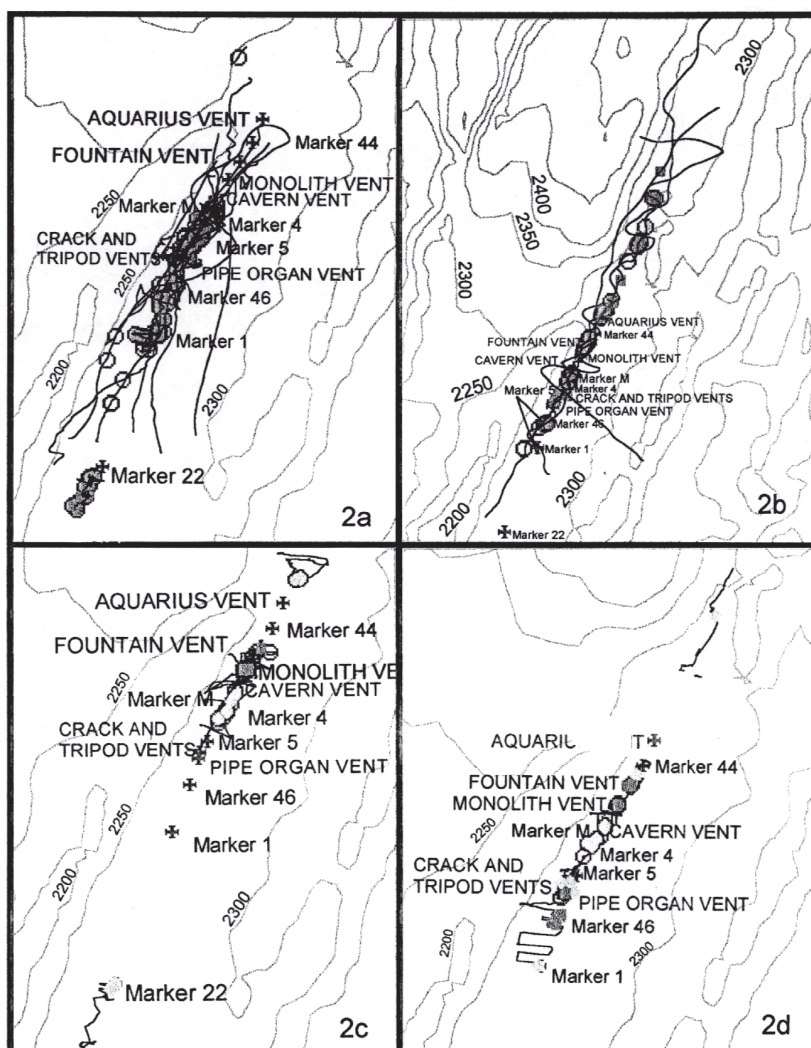 AQUARIUS VENT
Marker 44
FOUNTAIN VENT
MONOLITH VENT
2250
Marker M
CAVERN VENT
Marker 4
CRACK AND
TRIPOD VENTS
Marker 5
2250
PIPE ORGAN VENT
Marker 46
Marker 1
2200
2300
Marker 22
2a
2300
2400
2350
2300
AQUARIUS VENT
Marker 44
FOUNTAIN VENT
CAVERN VENT
MONOLITH VENT
Marker M
2250
Marker 5
Marker 4
CRACK AND TRIPOD VENTS
PIPE ORGAN VENT
Marker 46
Marker 1
2300
2200
Marker 22
2b
AQUARIUS VENT
Marker 44
FOUNTAIN VENT
MONOLITH VE
2250
Marker M
CAVERN VENT
Marker 4
CRACK AND
TRIPOD VENTS
Marker 5
PIPE ORGAN VENT
2250
Marker 46
Marker 1
2200
2300
Marker 22
2c
AQUARIU T
Marker 44
FOUNTAIN VENT
MONOLITH VENT
2250
Marker M
CAVERN VENT
Marker 4
CRACK AND
TRIPOD VENTS
Marker 5
PIPE ORGAN VENT
Marker 46
2200
2300
Marker 1
2d